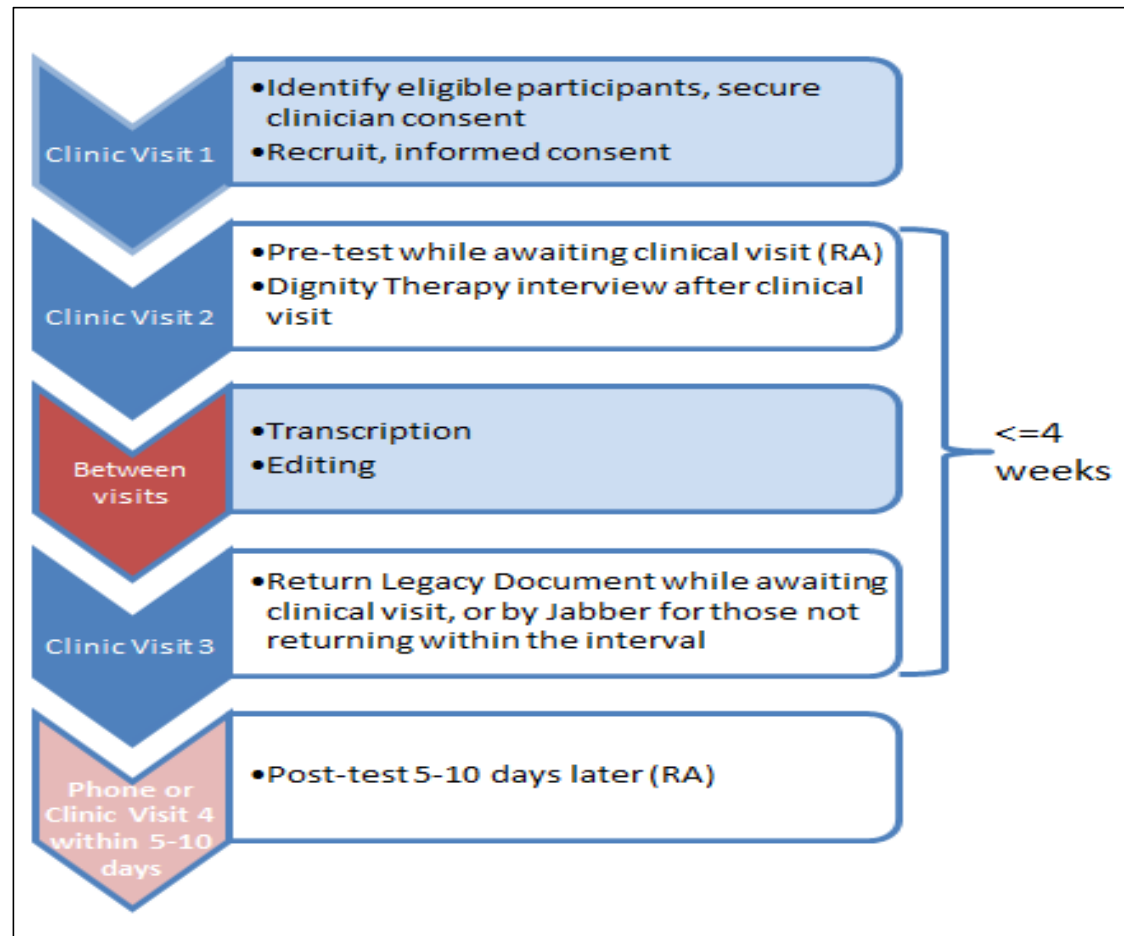 Clinic Visit 1
•Identify eligible participants, secure
clinician consent
•Recruit, informed consent
Clinic Visit 2
•Pre-test while awaiting clinical visit (RA)
•Dignity Therapy interview after clinical
visit
Between
visits
•Transcription
•Editing
<=4
weeks
Clinic Visit 3
•Return Legacy Document while awaiting
clinical visit, or by Jabber for those not
returning within the interval
Phone or
Clinic Visit 4
within 5-10
days
•Post-test 5-10 days later (RA)